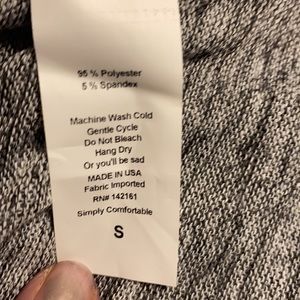 95 % Polyester
5 % Spandex
Machine Wash Cold
Gentle Cycle
Do Not Bleach
Hang Dry
Or you'll be sad
MADE IN USA
Fabric Imported
RN# 142161
Simply Comfortable
S